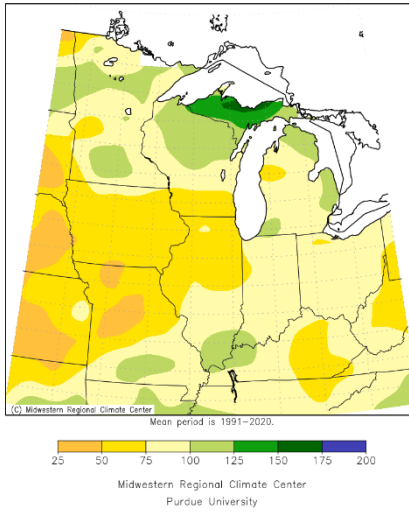 (C) Midwestern Regional Climate Center
Mean period is 1991-2020.
25 50 75 100 125 150 175 200
Midwestern Regional Climate Center
Purdue University